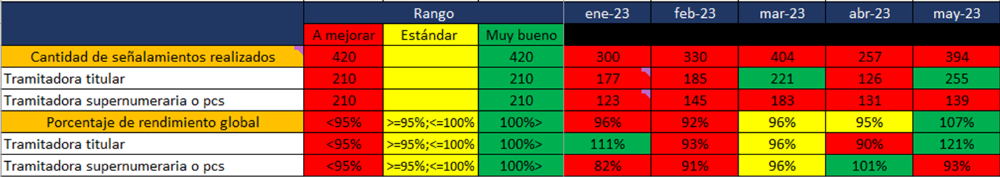 Rango ene-23 feb-23 mar-23 abr-23 may-23
A mejorar Estándar Muy bueno
Cantidad de señalamientos realizados 420 420 300 330 404 257 394
Tramitadora titular 210 210 177 185 221 126 255
Tramitadora supernumeraria o pcs 210 210 123 145 183 131 139
Porcentaje de rendimiento global <95% >=95%;<=100% 100%> 96% 92% 96% 95% 107%
Tramitadora titular <95% >=95%;<=100% 100%> 111% 93% 96% 90% 121%
Tramitadora supernumeraria o pcs <95% >=95%;<=100% 100%> 82% 91% 96% 101% 93%